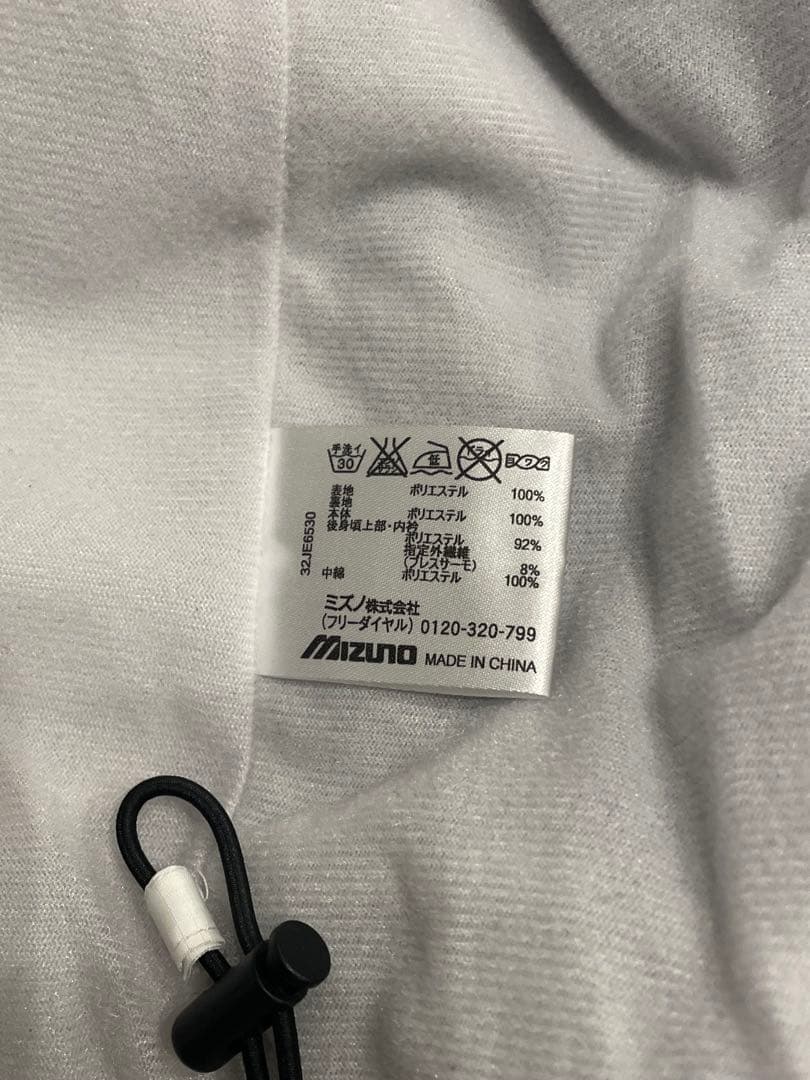 手洗イ
30
低
ドライ
ヨワク
表地 ポリエステル 100%
裏地
本体 ポリエステル 100%
後身頃上部・内衿
ポリエステル 92%
指定外繊維
(ブレスサーモ) 8%
中綿 ポリエステル 100%
32JE6530
ミズノ株式会社
(フリーダイヤル) 0120-320-799
MIZUNO MADE IN CHINA